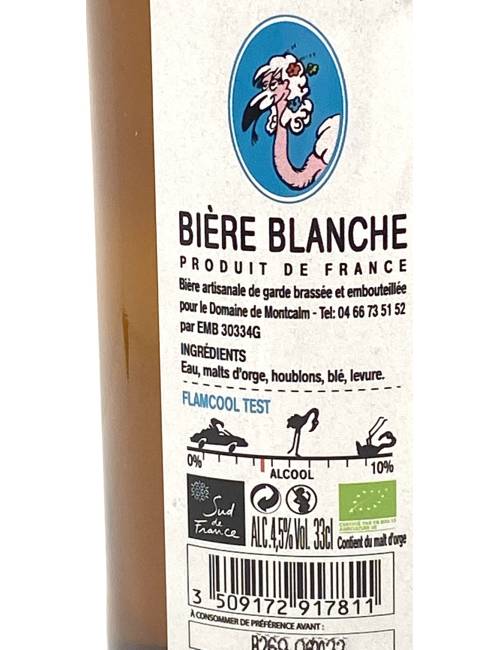 BIÈRE BLANCHE
PRODUIT DE FRANCE
Bière artisanale de garde brassée et embouteillée
pour le Domaine de Montcalm - Tel: 04 66 73 51 52
par EMB 30334G
INGRÉDIENTS
Eau, malts d'orge, houblons, blé, levure.
FLAMCOOL TEST
0% ALCOOL 10%
Sud de France
ALC. 4,5% Vol. 33cl
Contient du malt d'orge
3 509172 917811
À CONSOMMER DE PRÉFÉRENCE AVANT :